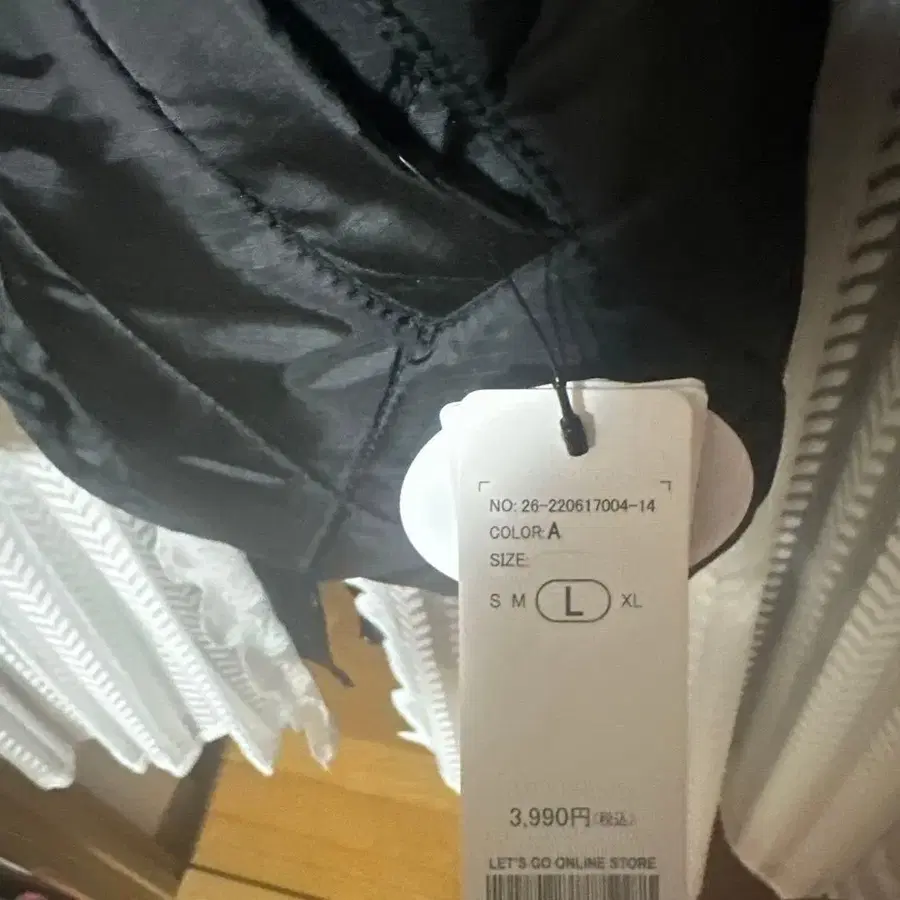 NO: 26-220617004-14
COLOR: A
SIZE:
S M L XL
3,990円(税込)
LET'S GO ONLINE STORE